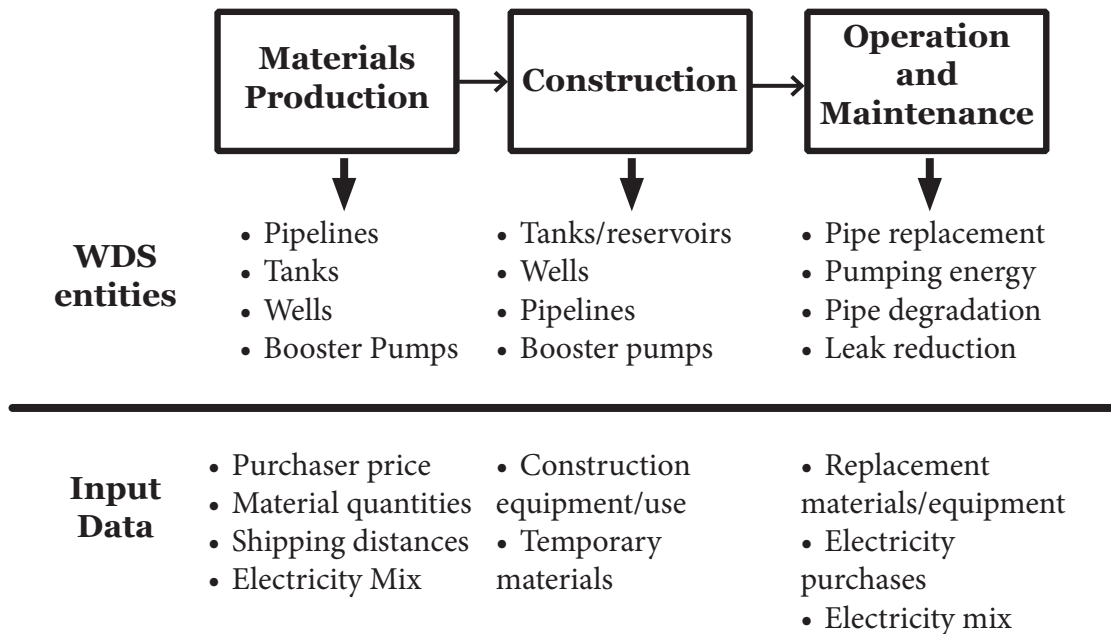 Materials
Production
Construction
Operation
and
Maintenance
WDS
entities
• Pipelines
• Tanks
• Wells
• Booster Pumps
• Tanks/reservoirs
• Wells
• Pipelines
• Booster pumps
• Pipe replacement
• Pumping energy
• Pipe degradation
• Leak reduction
Input
Data
• Purchaser price
• Material quantities
• Shipping distances
• Electricity Mix
• Construction
equipment/use
• Temporary
materials
• Replacement
materials/equipment
• Electricity
purchases
• Electricity mix